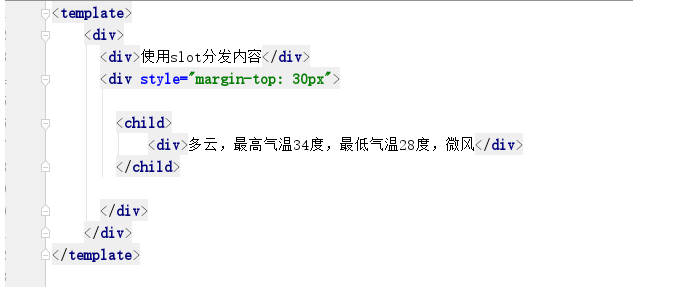 <template>
<div>
<div>使用slot分发内容</div>
<div style="margin-top: 30px">
<child>
<div>多云，最高气温34度，最低气温28度，微风</div>
</child>
</div>
</div>
</template>